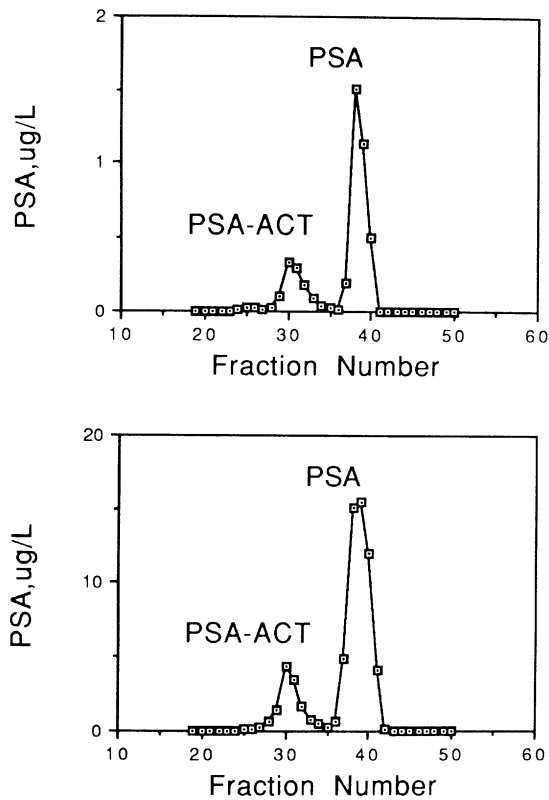 2
PSA
PSA,ug/L
1
PSA-ACT
0
10 20 30 40 50 60
Fraction Number
20
PSA
PSA,ug/L
10
PSA-ACT
0
10 20 30 40 50 60
Fraction Number